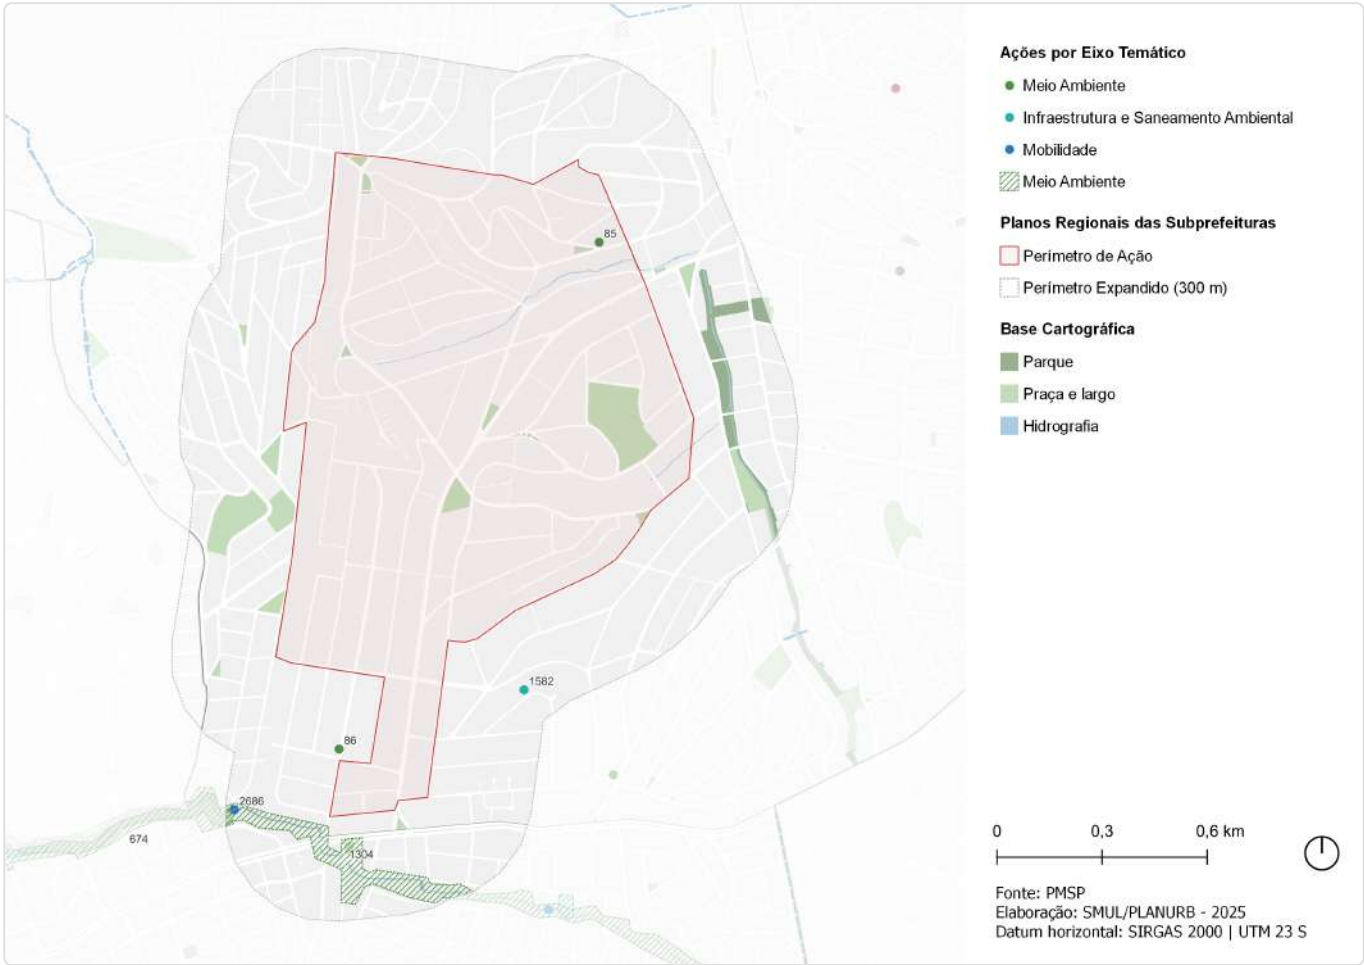 Ações por Eixo Temático
Meio Ambiente
Infraestrutura e Saneamento Ambiental
Mobilidade
Meio Ambiente
Planos Regionais das Subprefeituras
Perímetro de Ação
Perímetro Expandido (300 m)
Base Cartográfica
Parque
Praça e largo
Hidrografia
85
1582
86
2686
674
1304
0 0,3 0,6 km
Fonte: PMSP
Elaboração: SMUL/PLANURB - 2025
Datum horizontal: SIRGAS 2000 | UTM 23 S